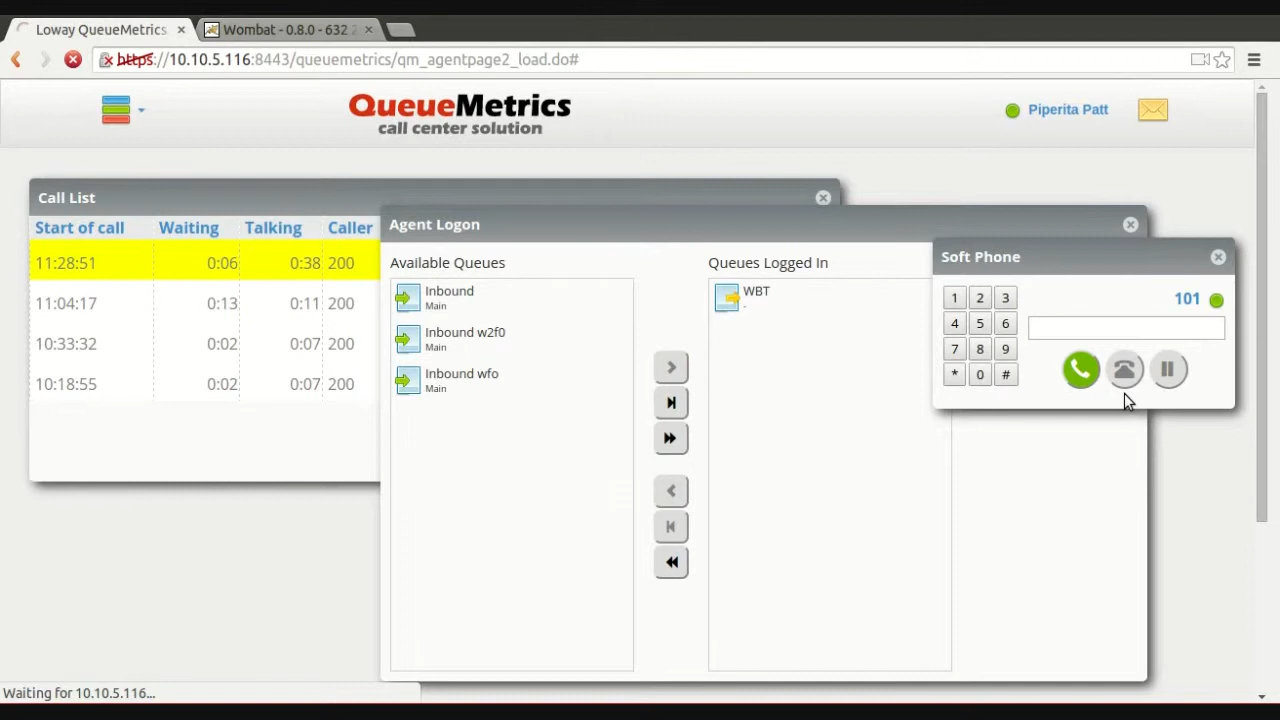 Loway QueueMetrics
Wombat - 0.8.0 - 632
https://10.10.5.116:8443/queuemetrics/qm_agentpage2_load.do#
QueueMetrics
call center solution
Piperita Patt
Call List
Start of call Waiting Talking Caller
11:28:51 0:06 0:38 200
11:04:17 0:13 0:11 200
10:33:32 0:02 0:07 200
10:18:55 0:02 0:07 200
Agent Logon
Available Queues
Inbound
Main
Inbound w2f0
Main
Inbound wfo
Main
Queues Logged In
WBT
-
Soft Phone
101
1 2 3
4 5 6
7 8 9
* 0 #
Waiting for 10.10.5.116...